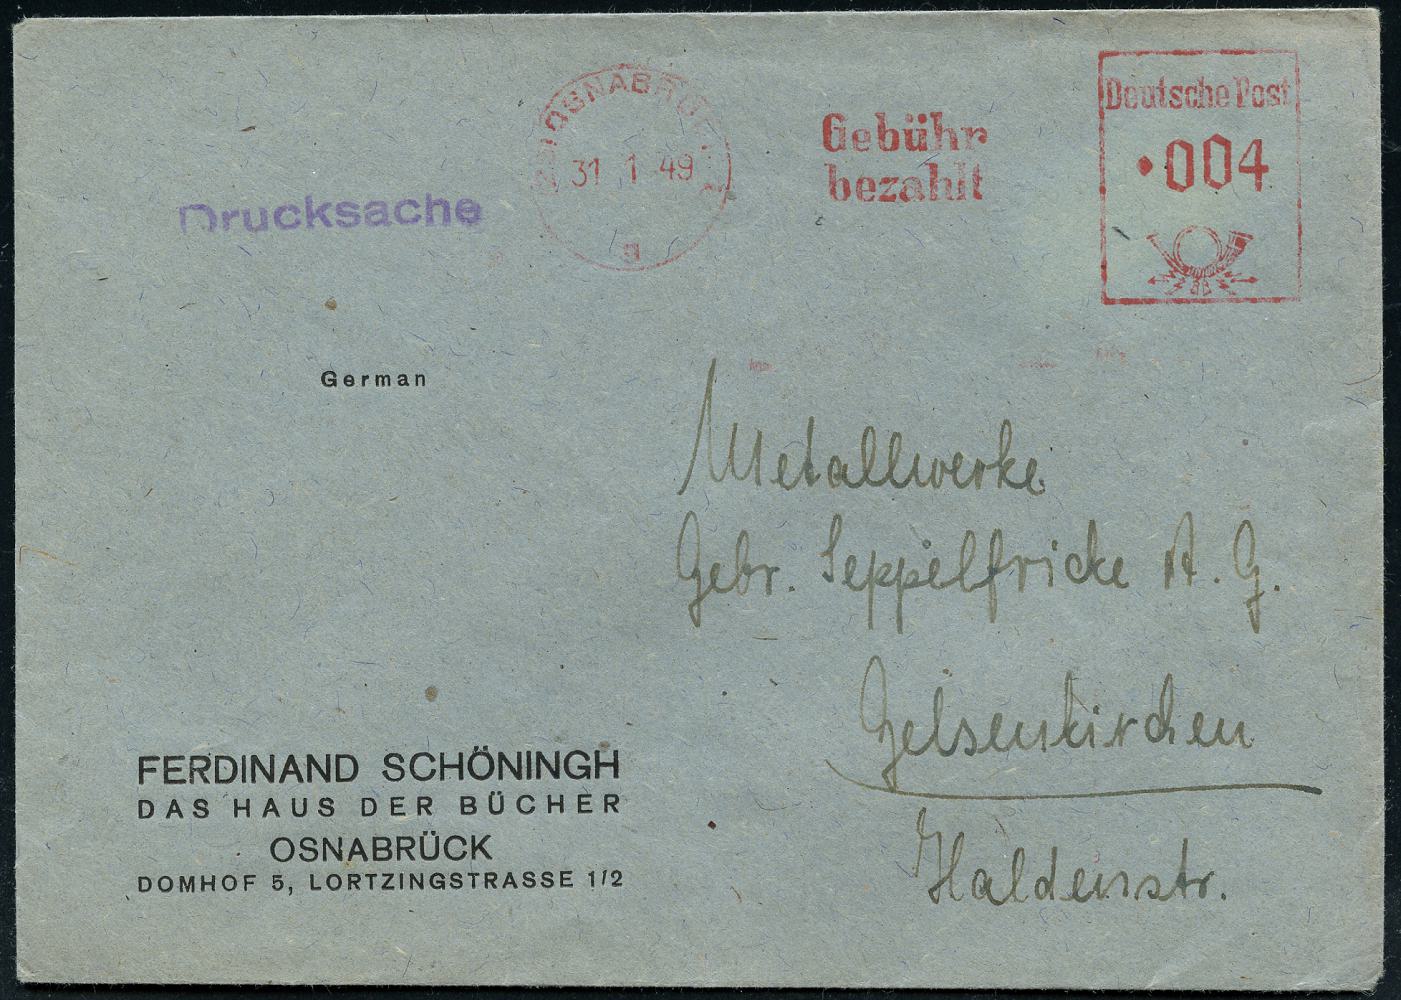 OSNABRÜCK
31 1 49
g
Gebühr
bezahlt
Deutsche Post
004
Drucksache
German
Metallwerke
Gebr. Seppelfricke A. G.
Gelsenkirchen
Haldenstr.
FERDINAND SCHÖNINGH
DAS HAUS DER BÜCHER
OSNABRÜCK
DOMHOF 5, LORTZINGSTRASSE 1/2